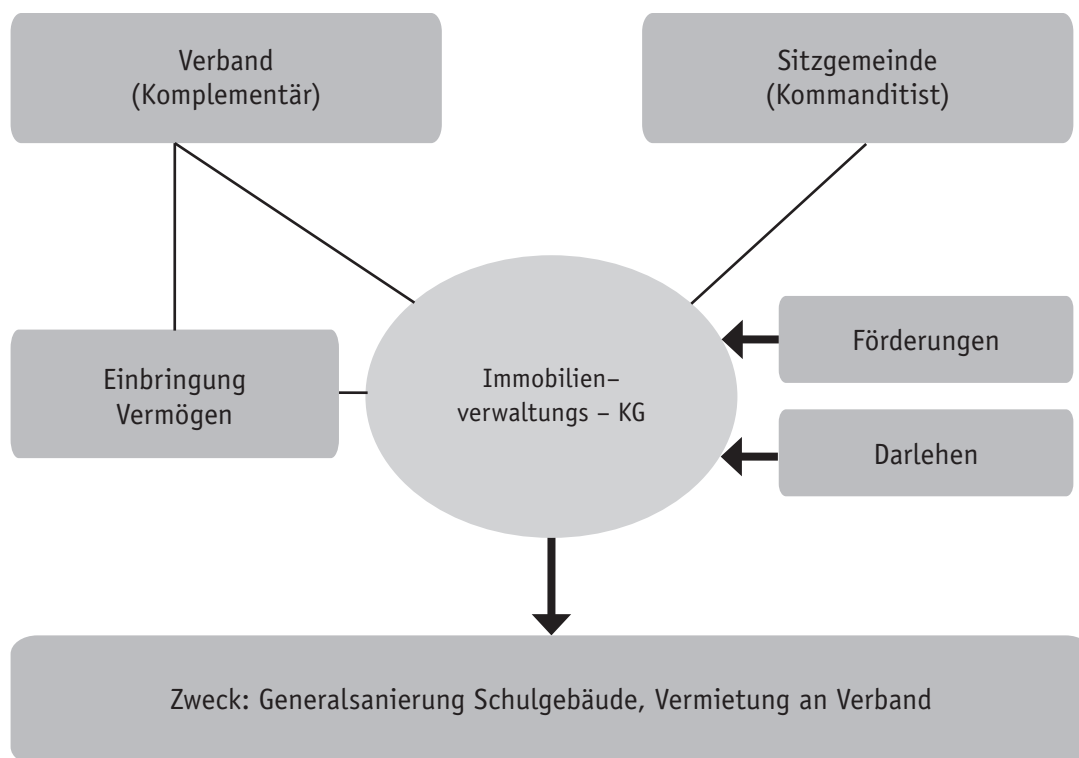 Verband
(Komplementär)
Sitzgemeinde
(Kommanditist)
Förderungen
Einbringung
Vermögen
Immobilien–
verwaltungs – KG
Darlehen
Zweck: Generalsanierung Schulgebäude, Vermietung an Verband